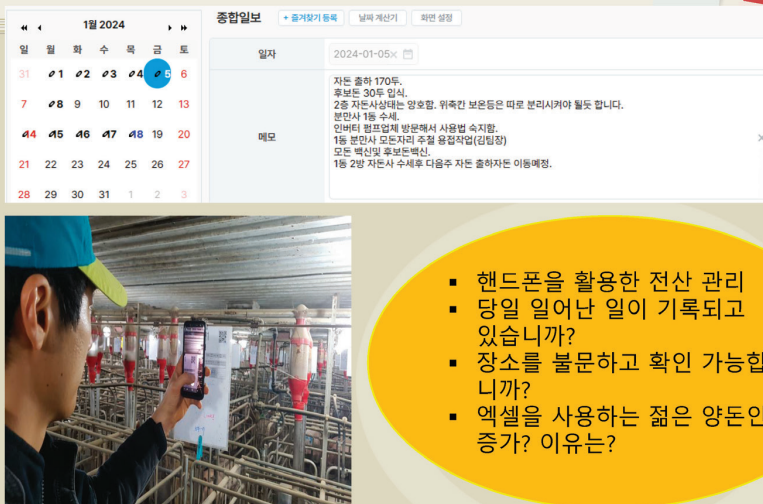 종합일보
+ 즐겨찾기 등록
날짜 계산기
화면 설정
1월 2024
일 월 화 수 목 금 토
31 1 2 3 4 5 6
7 8 9 10 11 12 13
14 15 16 17 18 19 20
21 22 23 24 25 26 27
28 29 30 31 1 2 3
일자
2024-01-05
메모
자돈 출하 170두.
후보돈 30두 입식.
2층 자돈사상태는 양호함. 위축칸 보온등은 따로 분리시켜야 될듯 합니다.
분만사 1동 수세.
인버터 펌프업체 방문해서 사용법 숙지함.
1동 분만사 모돈자리 주철 용접작업(김팀장)
모돈 백신및 후보돈백신.
1동 2방 자돈사 수세후 다음주 자돈 출하자돈 이동예정.
▪ 핸드폰을 활용한 전산 관리
▪ 당일 일어난 일이 기록되고
있습니까?
▪ 장소를 불문하고 확인 가능합
니까?
▪ 엑셀을 사용하는 젊은 양돈인
증가? 이유는?